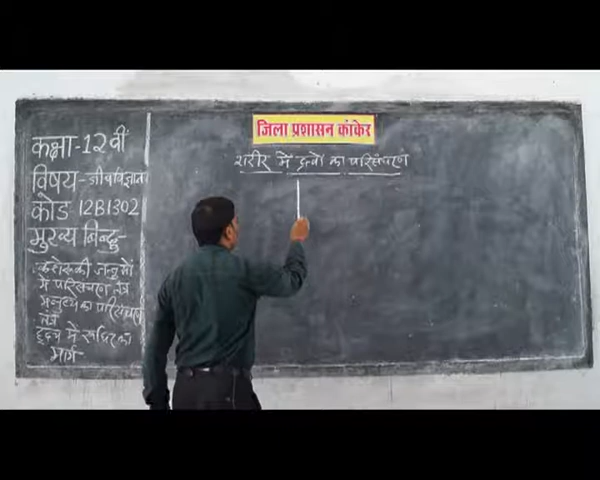 जिला प्रशासन कांकेर
शरीर में द्रवों का परिसंचरण
कक्षा-12वीं
विषय-जीवविज्ञान
कोड 12B1302
मुख्य बिन्दु-
कशेरूकी जन्तुओं
में परिसंचरण तंत्र
मनुष्य का परिसंचरण
तंत्र
हृदय में रूधिर का
मार्ग-